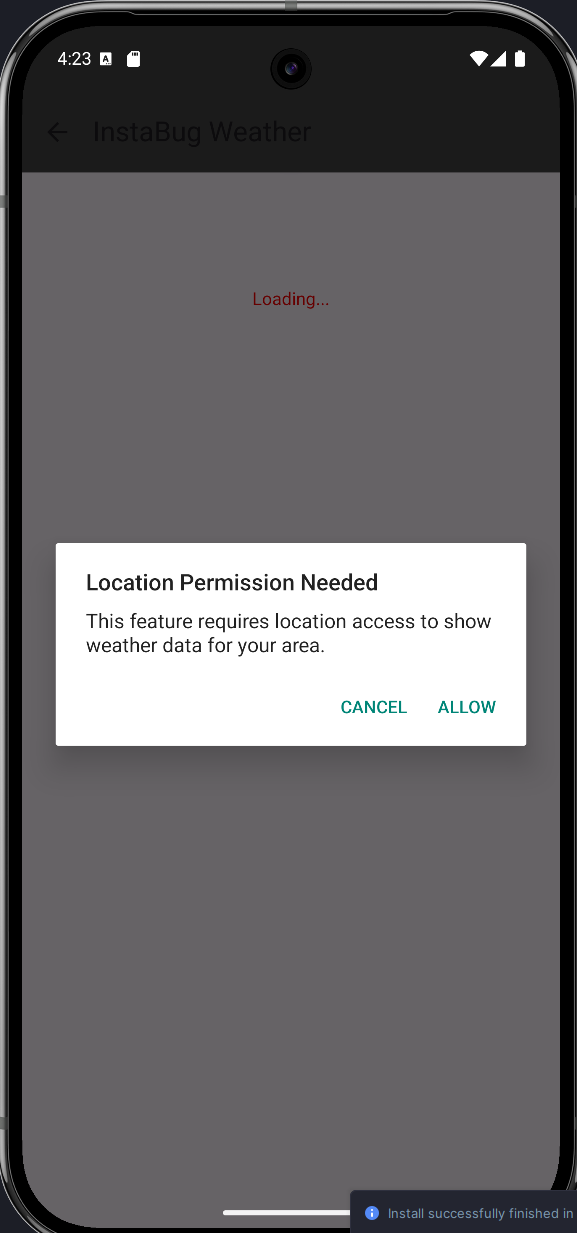 4:23
InstaBug Weather
Loading...
Location Permission Needed
This feature requires location access to show
weather data for your area.
CANCEL ALLOW
Install successfully finished in